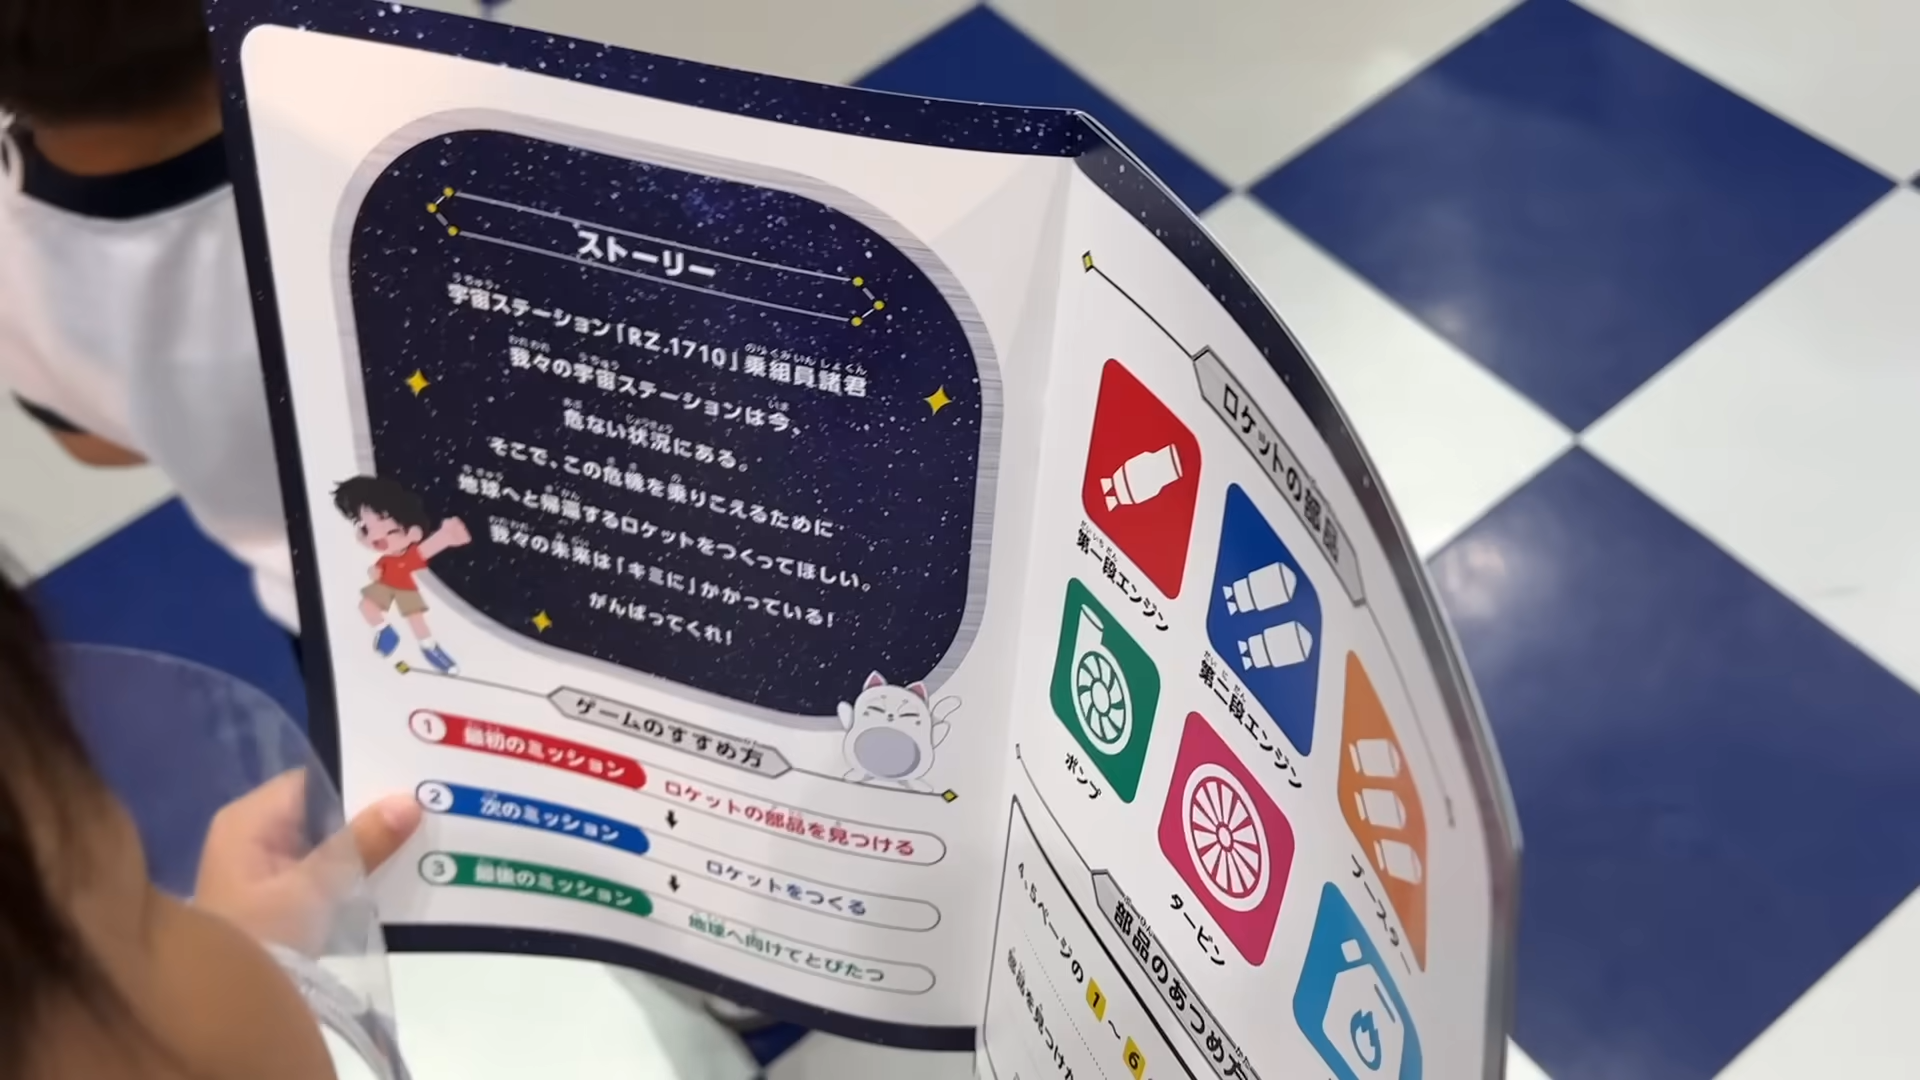 ストーリー
宇宙ステーション「RZ.1710」乗組員諸君
我々の宇宙ステーションは今、
危ない状況にある。
そこで、この危機を乗りこえるために
地球へと帰還するロケットをつくってほしい。
我々の未来は「キミに」かかっている!
がんばってくれ!
ゲームのすすめ方
1 最初のミッション ロケットの部品を見つける
2 次のミッション ロケットをつくる
3 最後のミッション 地球へ向けてとびたつ
ロケットの部品
第一段エンジン
第二段エンジン
ブースター
ポンプ
タービン
部品のあつめ方
4、5ページの 1 ~ 6
部品を見つけ